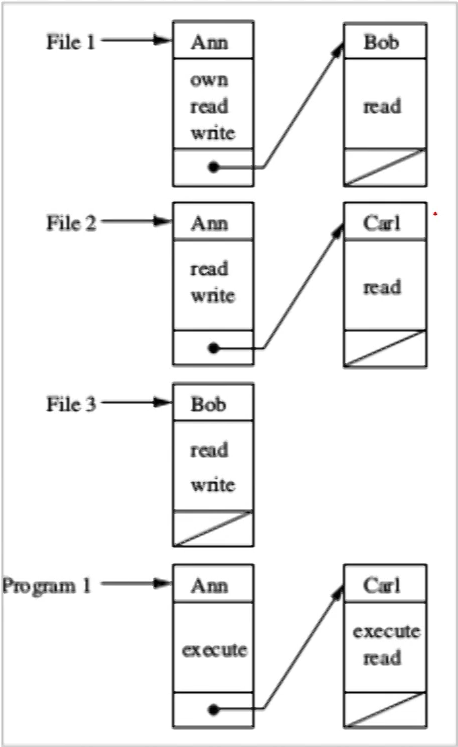 File 1
Ann
Bob
own
read
write
read
File 2
Ann
Carl
read
write
read
File 3
Bob
read
write
Program 1
Ann
Carl
execute
execute
read